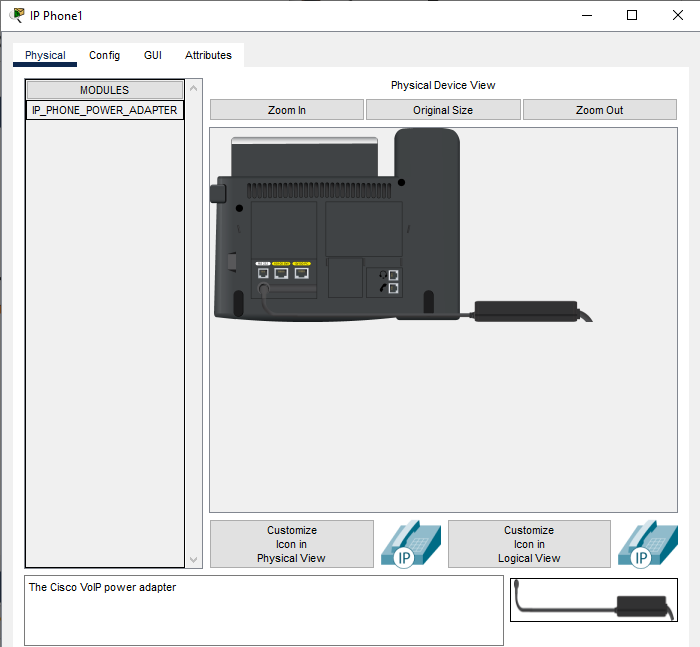 IP Phone1
Physical
Config
GUI
Attributes
MODULES
IP_PHONE_POWER_ADAPTER
Physical Device View
Zoom In
Original Size
Zoom Out
Customize
Icon in
Physical View
IP
Customize
Icon in
Logical View
IP
The Cisco VoIP power adapter